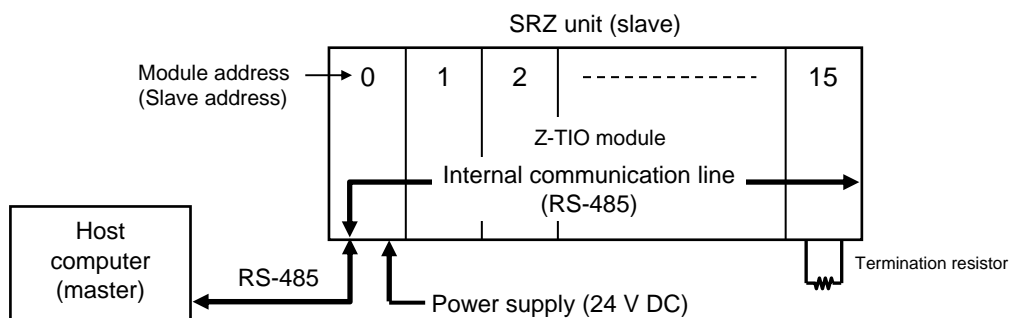 SRZ unit (slave)
Module address
(Slave address)
0
1
2
15
Z-TIO module
Internal communication line
(RS-485)
Host
computer
(master)
RS-485
Termination resistor
Power supply (24 V DC)